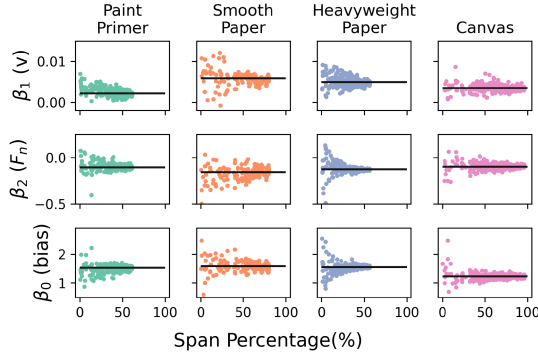 Paint
Primer
Smooth
Paper
Heavyweight
Paper
Canvas
β₁ (v)
0.01
0.00
β₂ (Fₙ)
0.0
−0.5
β₀ (bias)
2
1
0 50 100 0 50 100 0 50 100 0 50 100
Span Percentage(%)